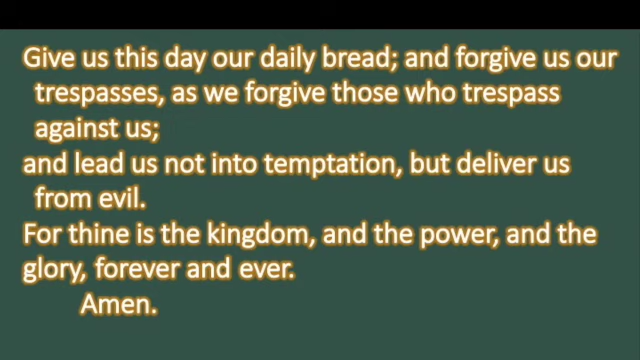 Give us this day our daily bread; and forgive us our
trespasses, as we forgive those who trespass
against us;
and lead us not into temptation, but deliver us
from evil.
For thine is the kingdom, and the power, and the
glory, forever and ever.
Amen.